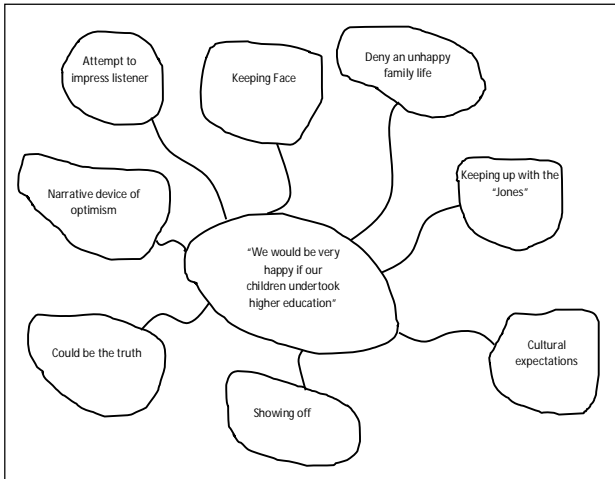 Attempt to
impress listener
Keeping Face
Deny an unhappy
family life
Narrative device of
optimism
Keeping up with the
"Jones"
"We would be very
happy if our
children undertook
higher education"
Could be the truth
Cultural
expectations
Showing off